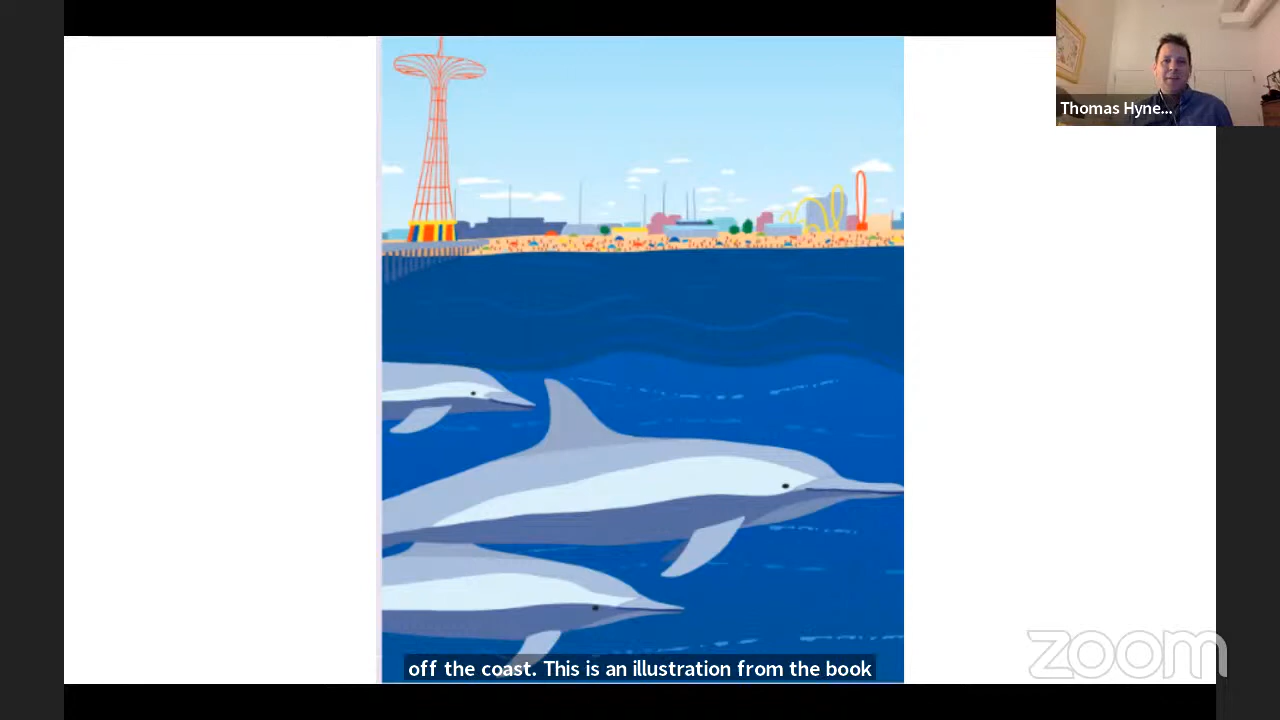 Thomas Hyne...
off the coast. This is an illustration from the book
zoom